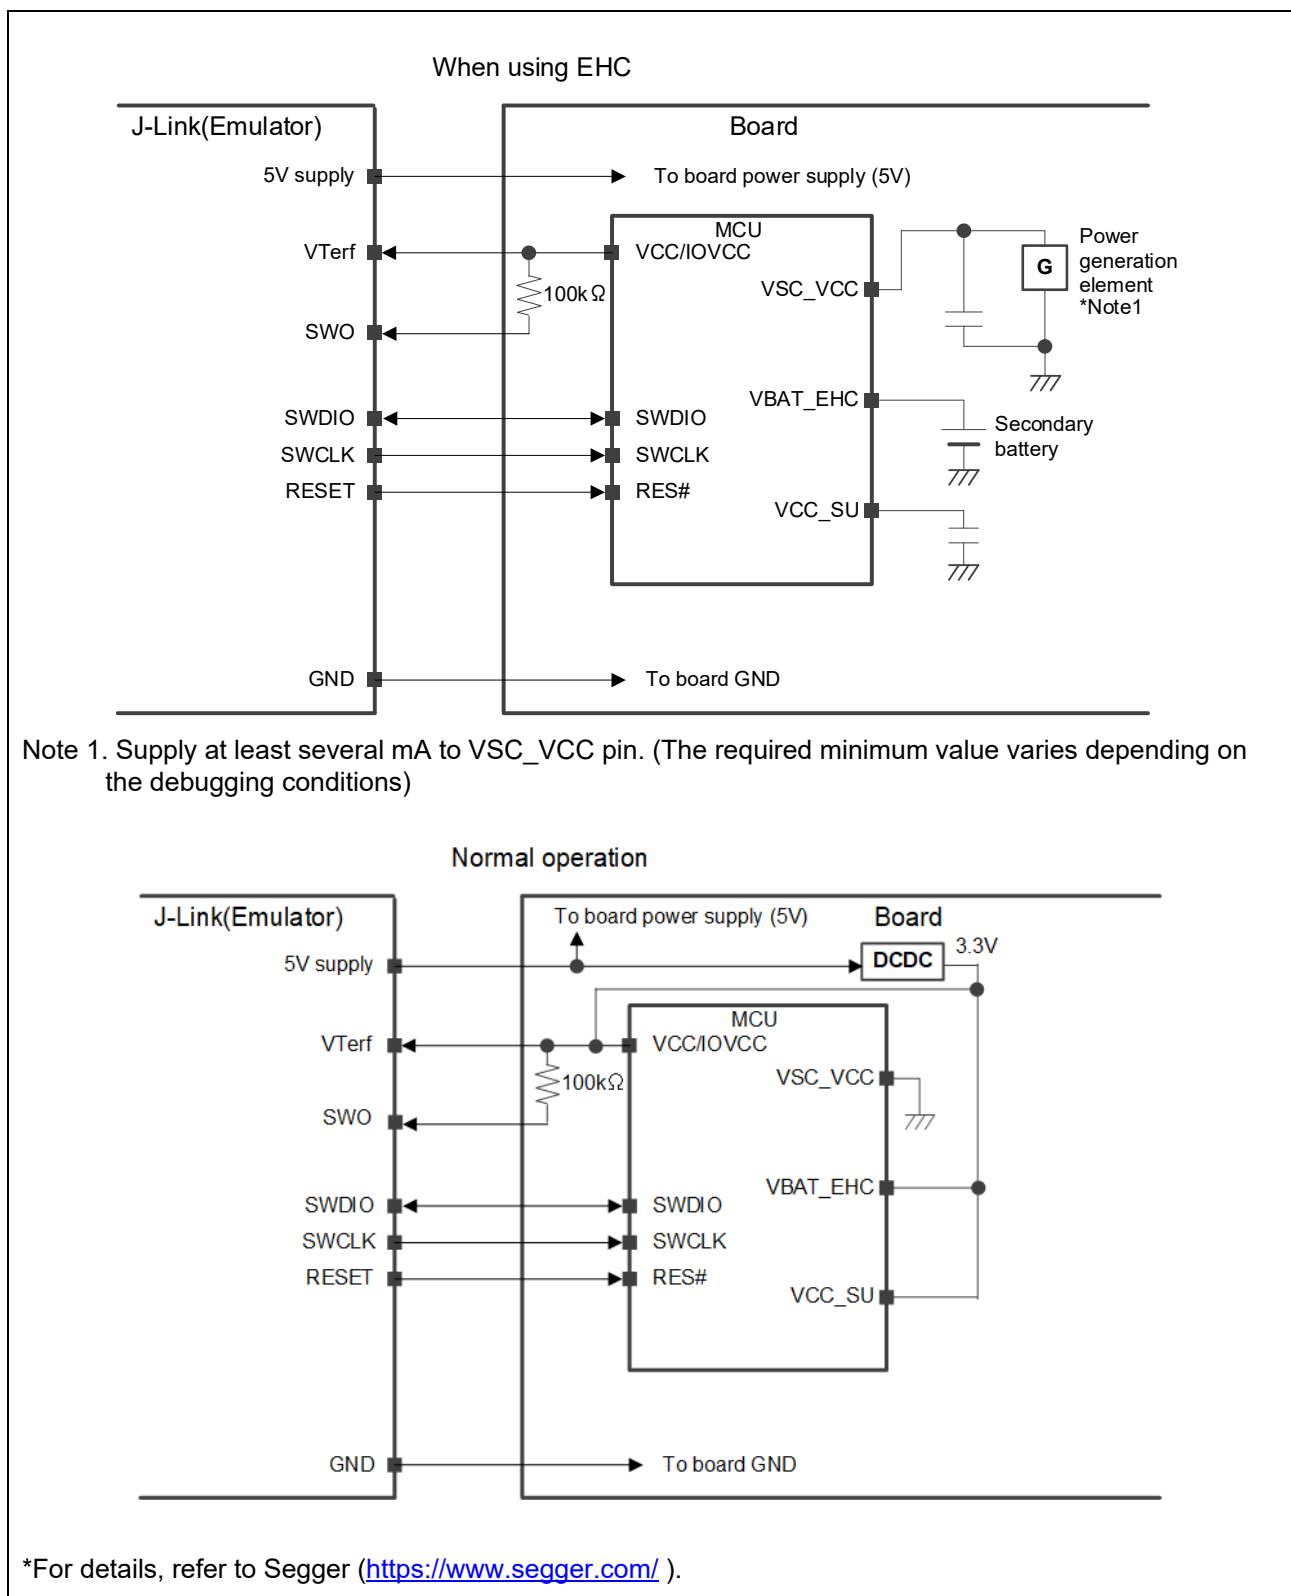 When using EHC
J-Link(Emulator)
Board
5V supply
To board power supply (5V)
MCU
VTerf
VCC/IOVCC
Power
generation
element
*Note1
G
VSC_VCC
100kΩ
SWO
VBAT_EHC
SWDIO
SWDIO
Secondary
battery
SWCLK
SWCLK
RESET
RES#
VCC_SU
GND
To board GND
Note 1. Supply at least several mA to VSC_VCC pin. (The required minimum value varies depending on
the debugging conditions)
Normal operation
J-Link(Emulator)
To board power supply (5V)
Board
5V supply
DCDC
3.3V
MCU
VTerf
VCC/IOVCC
VSC_VCC
100kΩ
SWO
VBAT_EHC
SWDIO
SWDIO
SWCLK
SWCLK
RESET
RES#
VCC_SU
GND
To board GND
*For details, refer to Segger (https://www.segger.com/ ).